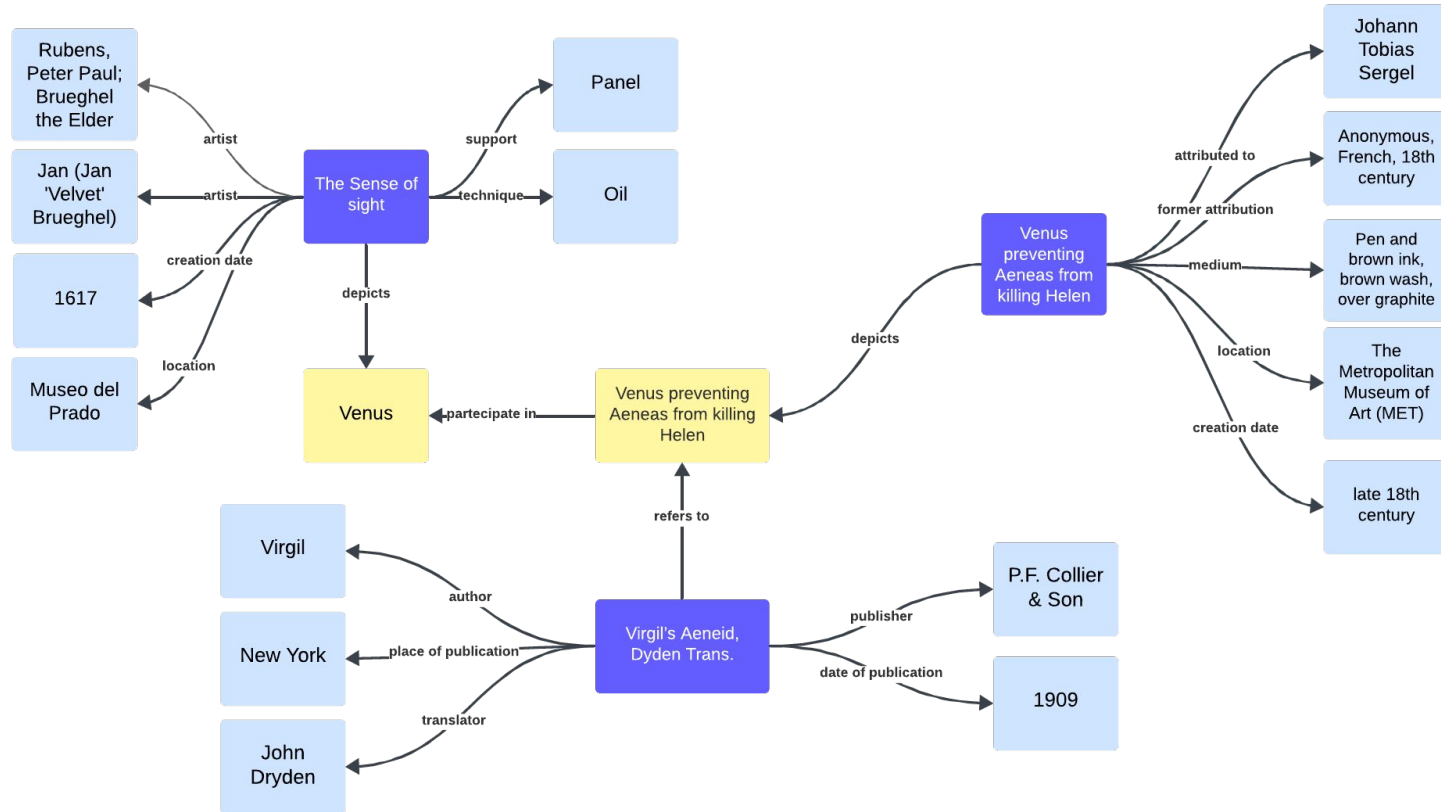 Rubens,
Peter Paul;
Brueghel
the Elder
artist
Jan (Jan
'Velvet'
Brueghel)
artist
1617
creation date
Museo del
Prado
location
The Sense of
sight
support
Panel
technique
Oil
depicts
Venus
partecipate in
Venus preventing
Aeneas from killing
Helen
depicts
Venus
preventing
Aeneas from
killing Helen
attributed to
Johann
Tobias
Sergel
former attribution
Anonymous,
French, 18th
century
medium
Pen and
brown ink,
brown wash,
over graphite
location
The
Metropolitan
Museum of
Art (MET)
creation date
late 18th
century
refers to
Virgil's Aeneid,
Dyden Trans.
author
Virgil
place of publication
New York
translator
John
Dryden
publisher
P.F. Collier
& Son
date of publication
1909